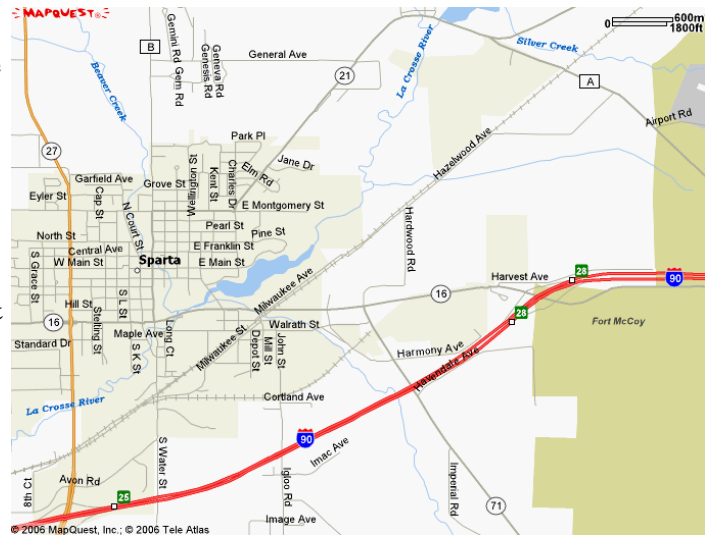 MAPQUEST
600m
0
1800ft
B
Gemini Rd
Gem Rd
Geneva Rd
Genesis Rd
General Ave
La Crosse River
Silver Creek
A
21
Beaver Creek
Airport Rd
Park Pl
Jane Dr
Hazelwood Ave
27
Wellington St
Kent St
Charles Dr
Elm Rd
Garfield Ave
Grove St
Eyler St
Cap St
N Court St
E Montgomery St
Pearl St
Pine St
Hardwood Rd
North St
Central Ave
E Franklin St
S Grace St
W Main St
Sparta
E Main St
Harvest Ave
28
90
Milwaukee Ave
16
Hill St
S L St
Stelting St
28
Fort McCoy
16
Maple Ave
Long Ct
Walrath St
Standard Dr
S K St
Milwaukee St
Depot St
Mill St
John St
Harmony Ave
Havendale Ave
Cortland Ave
La Crosse River
90
S Water St
Imac Ave
Avon Rd
8th Ct
25
Igloo Rd
Imperial Rd
71
Image Ave
© 2006 MapQuest, Inc.; © 2006 Tele Atlas